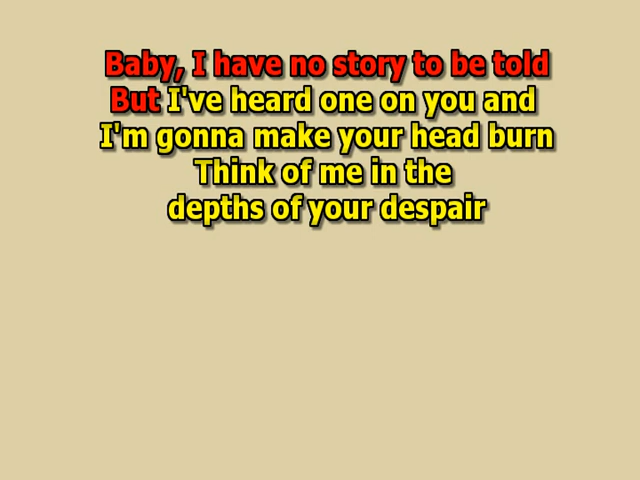 Baby, I have no story to be told
But I've heard one on you and
I'm gonna make your head burn
Think of me in the
depths of your despair